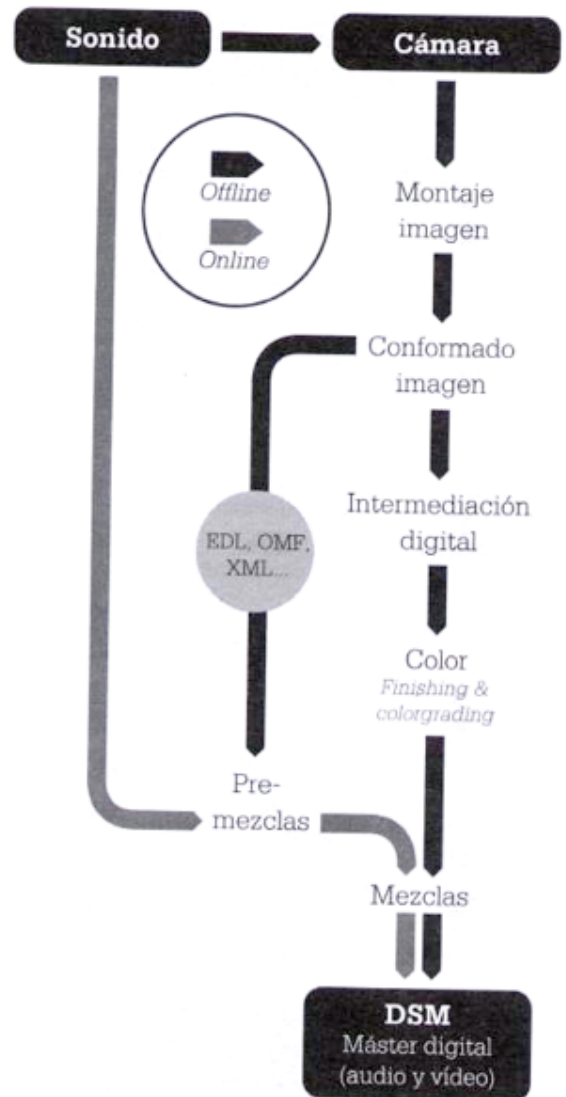 Sonido
Cámara
Offline
Online
Montaje
imagen
Conformado
imagen
EDL, OMF,
XML...
Intermediación
digital
Color
Finishing &
colorgrading
Pre-
mezclas
Mezclas
DSM
Máster digital
(audio y vídeo)